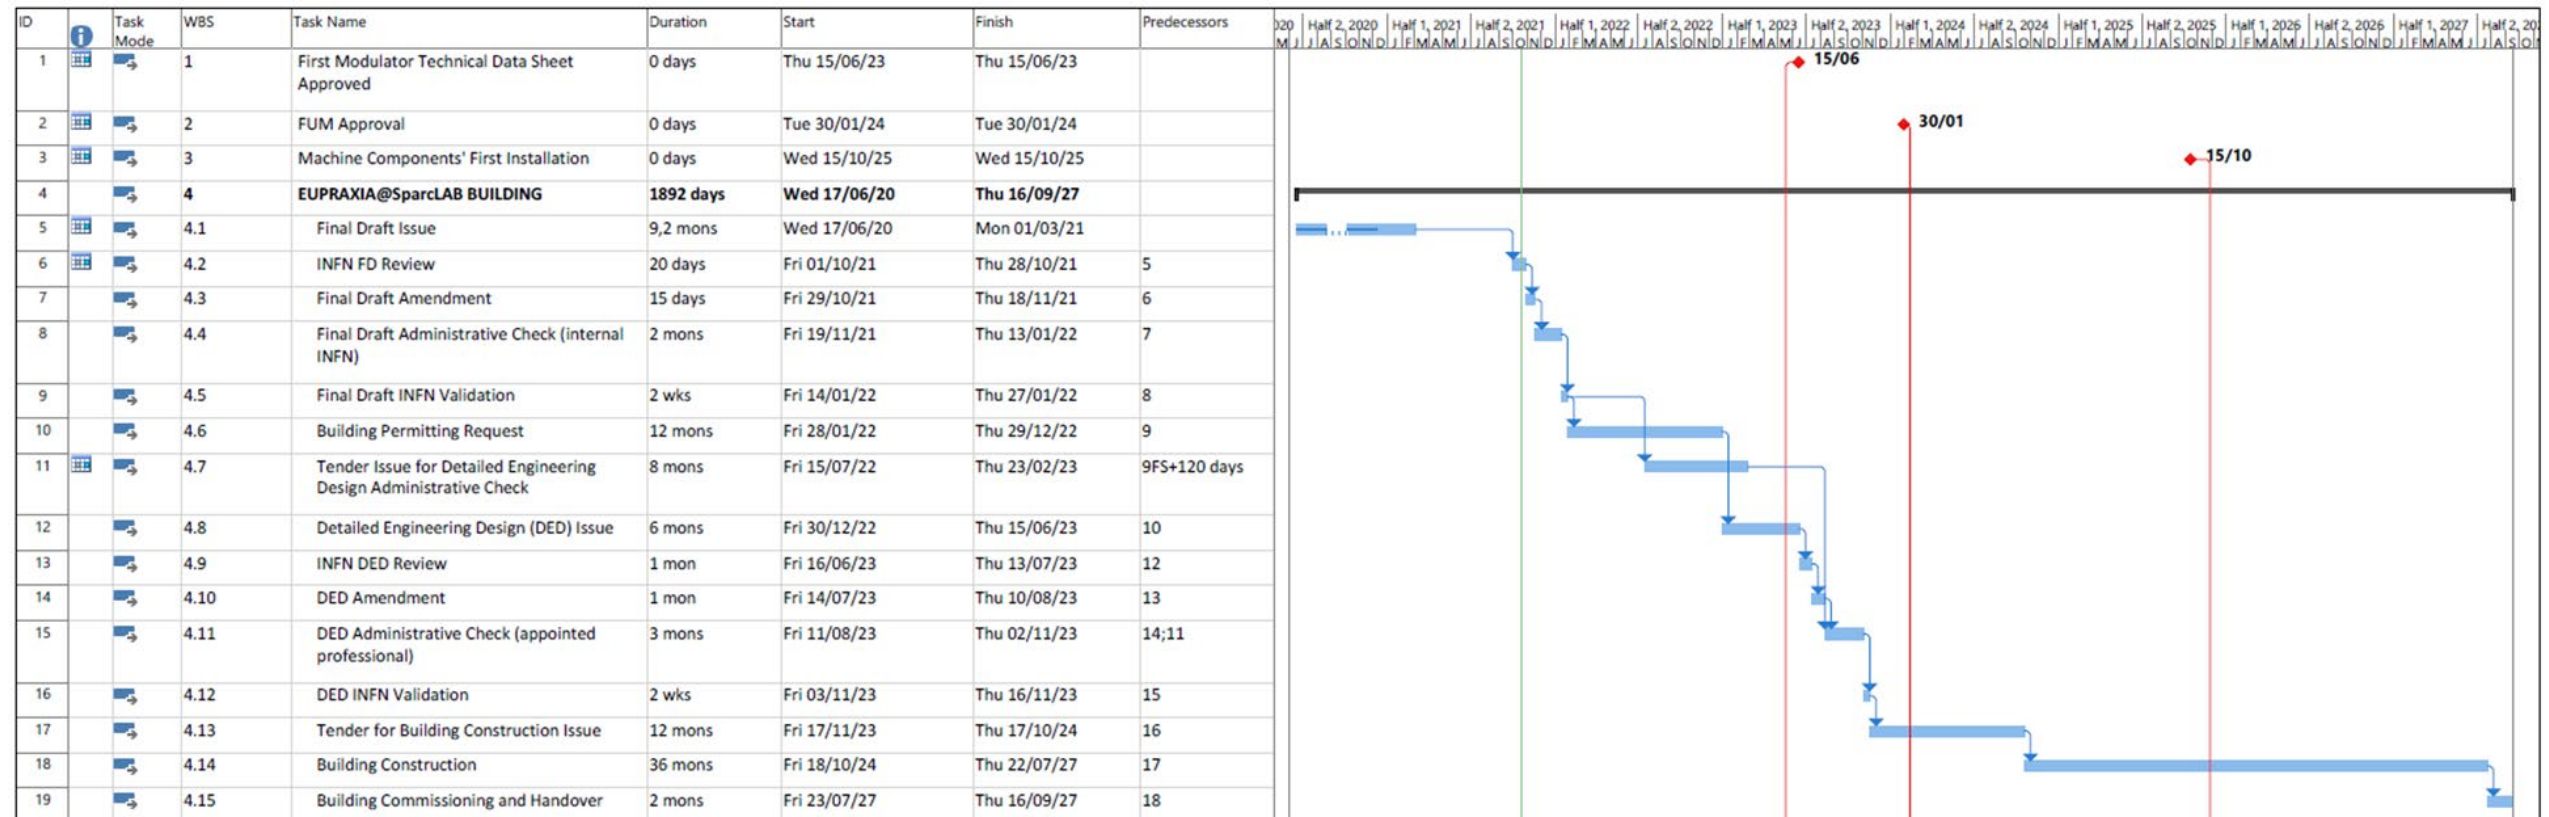 ID Task Mode WBS Task Name Duration Start Finish Predecessors
020 Half 2, 2020 Half 1, 2021 Half 2, 2021 Half 1, 2022 Half 2, 2022 Half 1, 2023 Half 2, 2023 Half 1, 2024 Half 2, 2024 Half 1, 2025 Half 2, 2025 Half 1, 2026 Half 2, 2026 Half 1, 2027 Half 2, 20
M J J A S O N D J F M A M J J A S O N D J F M A M J J A S O N D J F M A M J J A S O N D J F M A M J J A S O N D J F M A M J J A S O N D J F M A M J J A S O N D J F M A M J J A S O
1 1 First Modulator Technical Data Sheet 0 days Thu 15/06/23 Thu 15/06/23 15/06
Approved
2 2 FUM Approval 0 days Tue 30/01/24 Tue 30/01/24 30/01
3 3 Machine Components' First Installation 0 days Wed 15/10/25 Wed 15/10/25 15/10
4 4 EUPRAXIA@SparcLAB BUILDING 1892 days Wed 17/06/20 Thu 16/09/27
5 4.1 Final Draft Issue 9,2 mons Wed 17/06/20 Mon 01/03/21
6 4.2 INFN FD Review 20 days Fri 01/10/21 Thu 28/10/21 5
7 4.3 Final Draft Amendment 15 days Fri 29/10/21 Thu 18/11/21 6
8 4.4 Final Draft Administrative Check (internal 2 mons Fri 19/11/21 Thu 13/01/22 7
INFN)
9 4.5 Final Draft INFN Validation 2 wks Fri 14/01/22 Thu 27/01/22 8
10 4.6 Building Permitting Request 12 mons Fri 28/01/22 Thu 29/12/22 9
11 4.7 Tender Issue for Detailed Engineering 8 mons Fri 15/07/22 Thu 23/02/23 9FS+120 days
Design Administrative Check
12 4.8 Detailed Engineering Design (DED) Issue 6 mons Fri 30/12/22 Thu 15/06/23 10
13 4.9 INFN DED Review 1 mon Fri 16/06/23 Thu 13/07/23 12
14 4.10 DED Amendment 1 mon Fri 14/07/23 Thu 10/08/23 13
15 4.11 DED Administrative Check (appointed 3 mons Fri 11/08/23 Thu 02/11/23 14;11
professional)
16 4.12 DED INFN Validation 2 wks Fri 03/11/23 Thu 16/11/23 15
17 4.13 Tender for Building Construction Issue 12 mons Fri 17/11/23 Thu 17/10/24 16
18 4.14 Building Construction 36 mons Fri 18/10/24 Thu 22/07/27 17
19 4.15 Building Commissioning and Handover 2 mons Fri 23/07/27 Thu 16/09/27 18